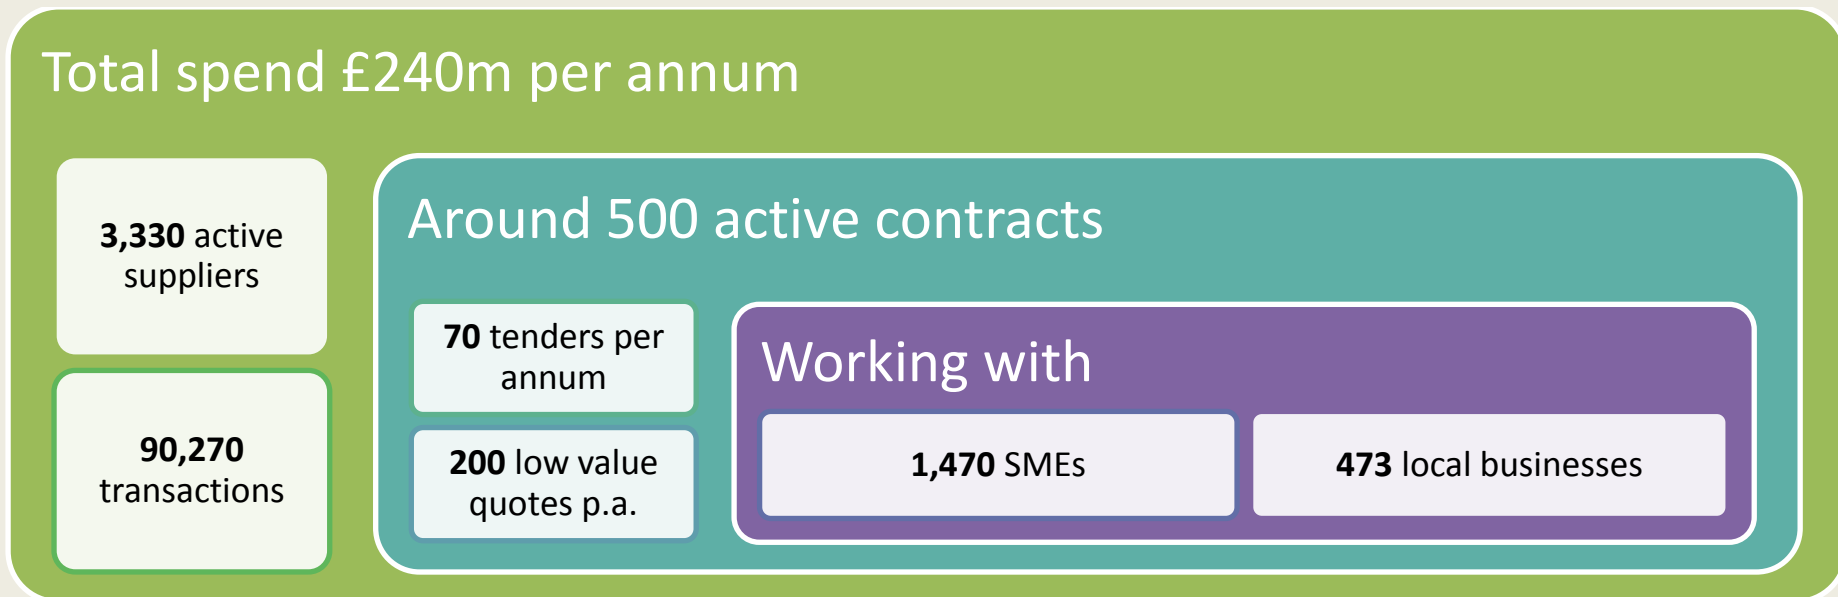 Total spend £240m per annum
3,330 active
suppliers
90,270
transactions
Around 500 active contracts
70 tenders per
annum
200 low value
quotes p.a.
Working with
1,470 SMEs
473 local businesses